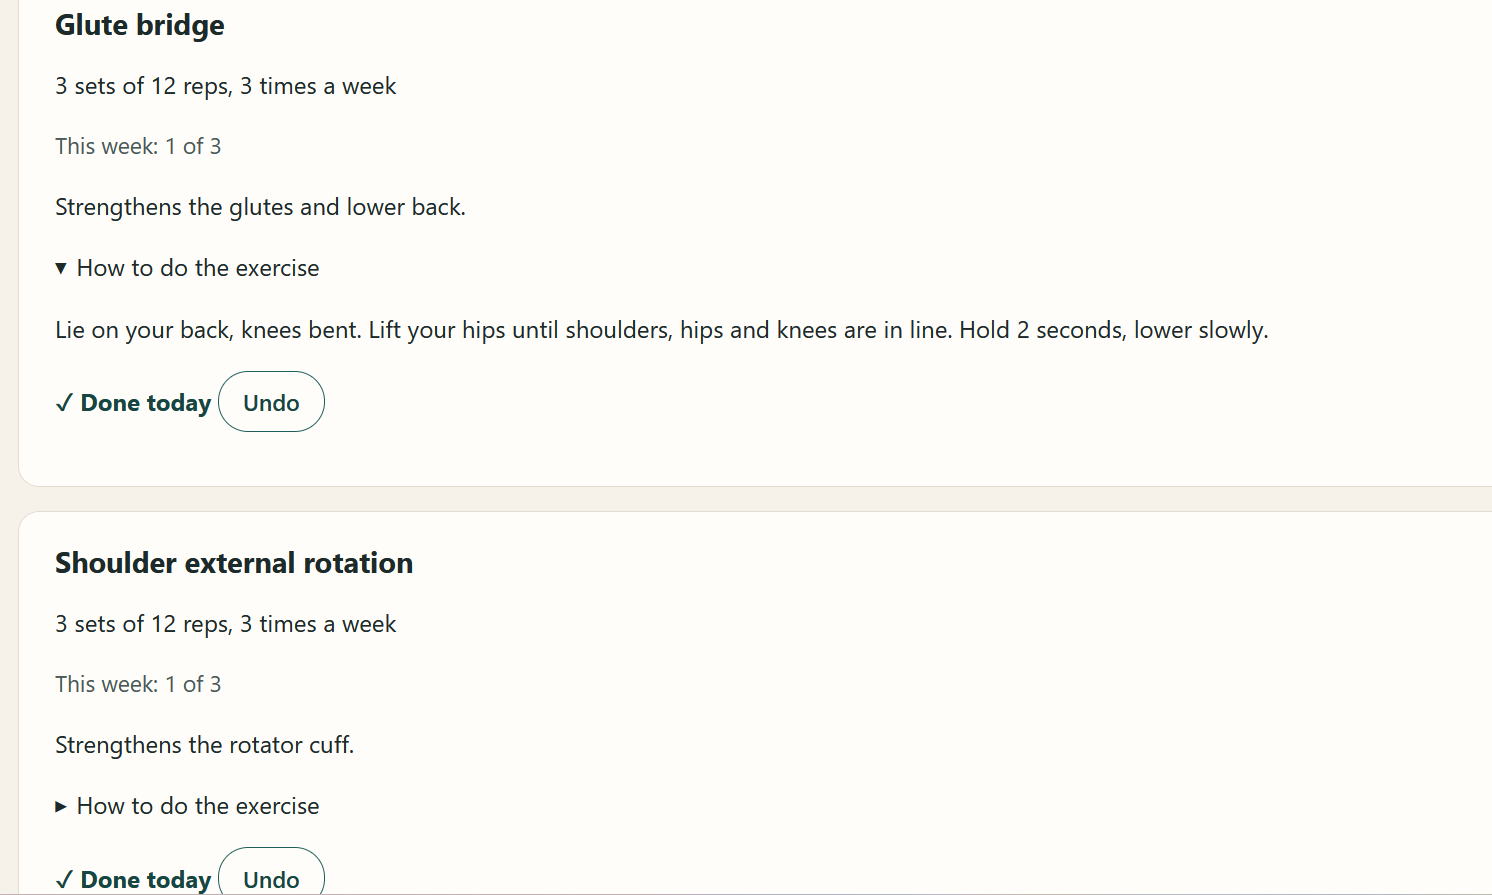 Glute bridge
3 sets of 12 reps, 3 times a week
This week: 1 of 3
Strengthens the glutes and lower back.
▼ How to do the exercise
Lie on your back, knees bent. Lift your hips until shoulders, hips and knees are in line. Hold 2 seconds, lower slowly.
✓ Done today Undo
Shoulder external rotation
3 sets of 12 reps, 3 times a week
This week: 1 of 3
Strengthens the rotator cuff.
► How to do the exercise
✓ Done today Undo